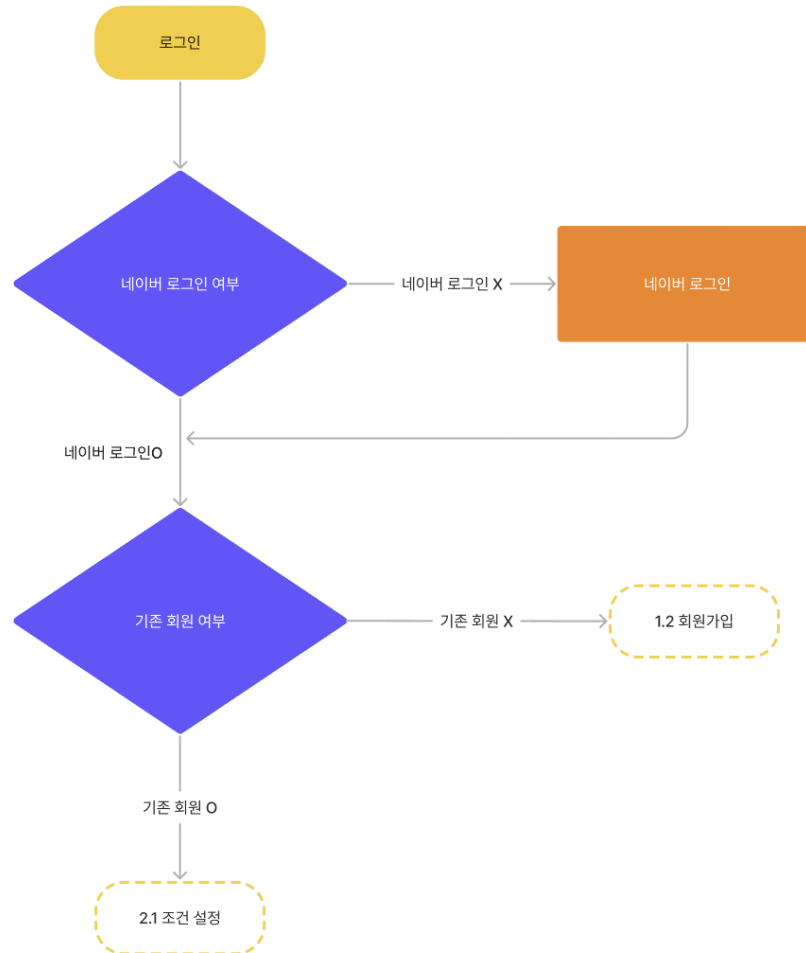 로그인
네이버 로그인 여부
네이버 로그인 X
네이버 로그인
네이버 로그인O
기존 회원 여부
기존 회원 X
1.2 회원가입
기존 회원 O
2.1 조건 설정